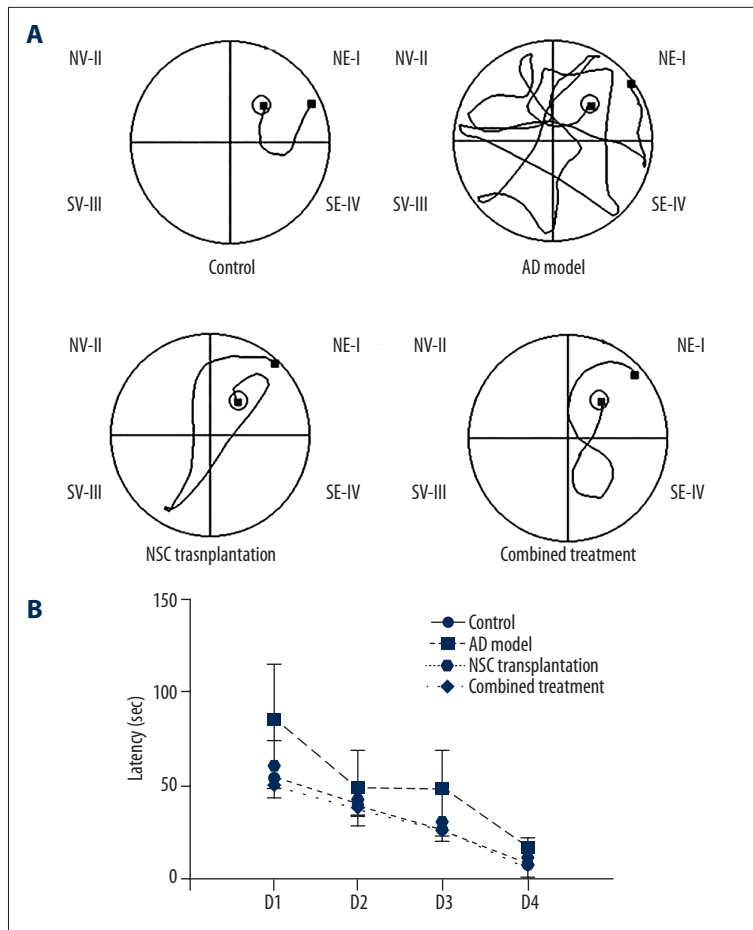 A
NV-II NE-I NV-II NE-I
SV-III SE-IV SV-III SE-IV
Control AD model
NV-II NE-I NV-II NE-I
SV-III SE-IV SV-III SE-IV
NSC trasnplantation Combined treatment
B
150
100
50
0
Latency (sec)
Control
AD model
NSC transplantation
Combined treatment
D1 D2 D3 D4